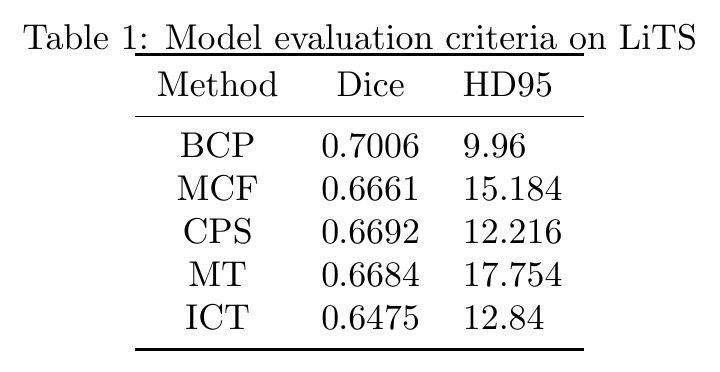 Table 1: Model evaluation criteria on LiTS
Method Dice HD95
BCP 0.7006 9.96
MCF 0.6661 15.184
CPS 0.6692 12.216
MT 0.6684 17.754
ICT 0.6475 12.84